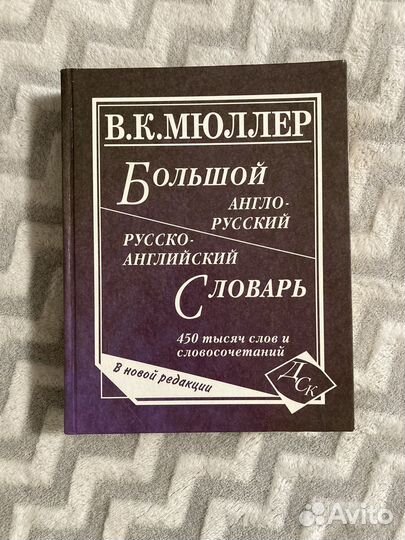 В.К.МЮЛЛЕР
БОЛЬШОЙ
АНГЛО-
РУССКИЙ
РУССКО-
АНГЛИЙСКИЙ
СЛОВАРЬ
450 тысяч слов и
словосочетаний
В новой редакции
ДСК
Avito